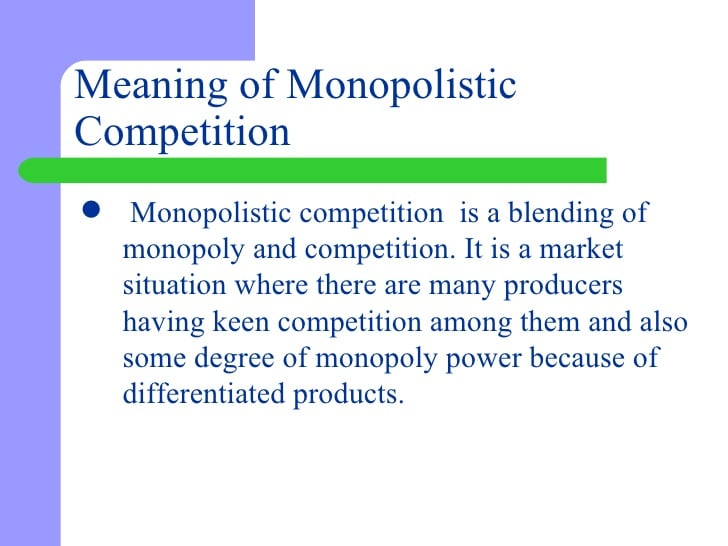 Meaning of Monopolistic
Competition
Monopolistic competition  is a blending of
monopoly and competition. It is a market
situation where there are many producers
having keen competition among them and also
some degree of monopoly power because of
differentiated products.